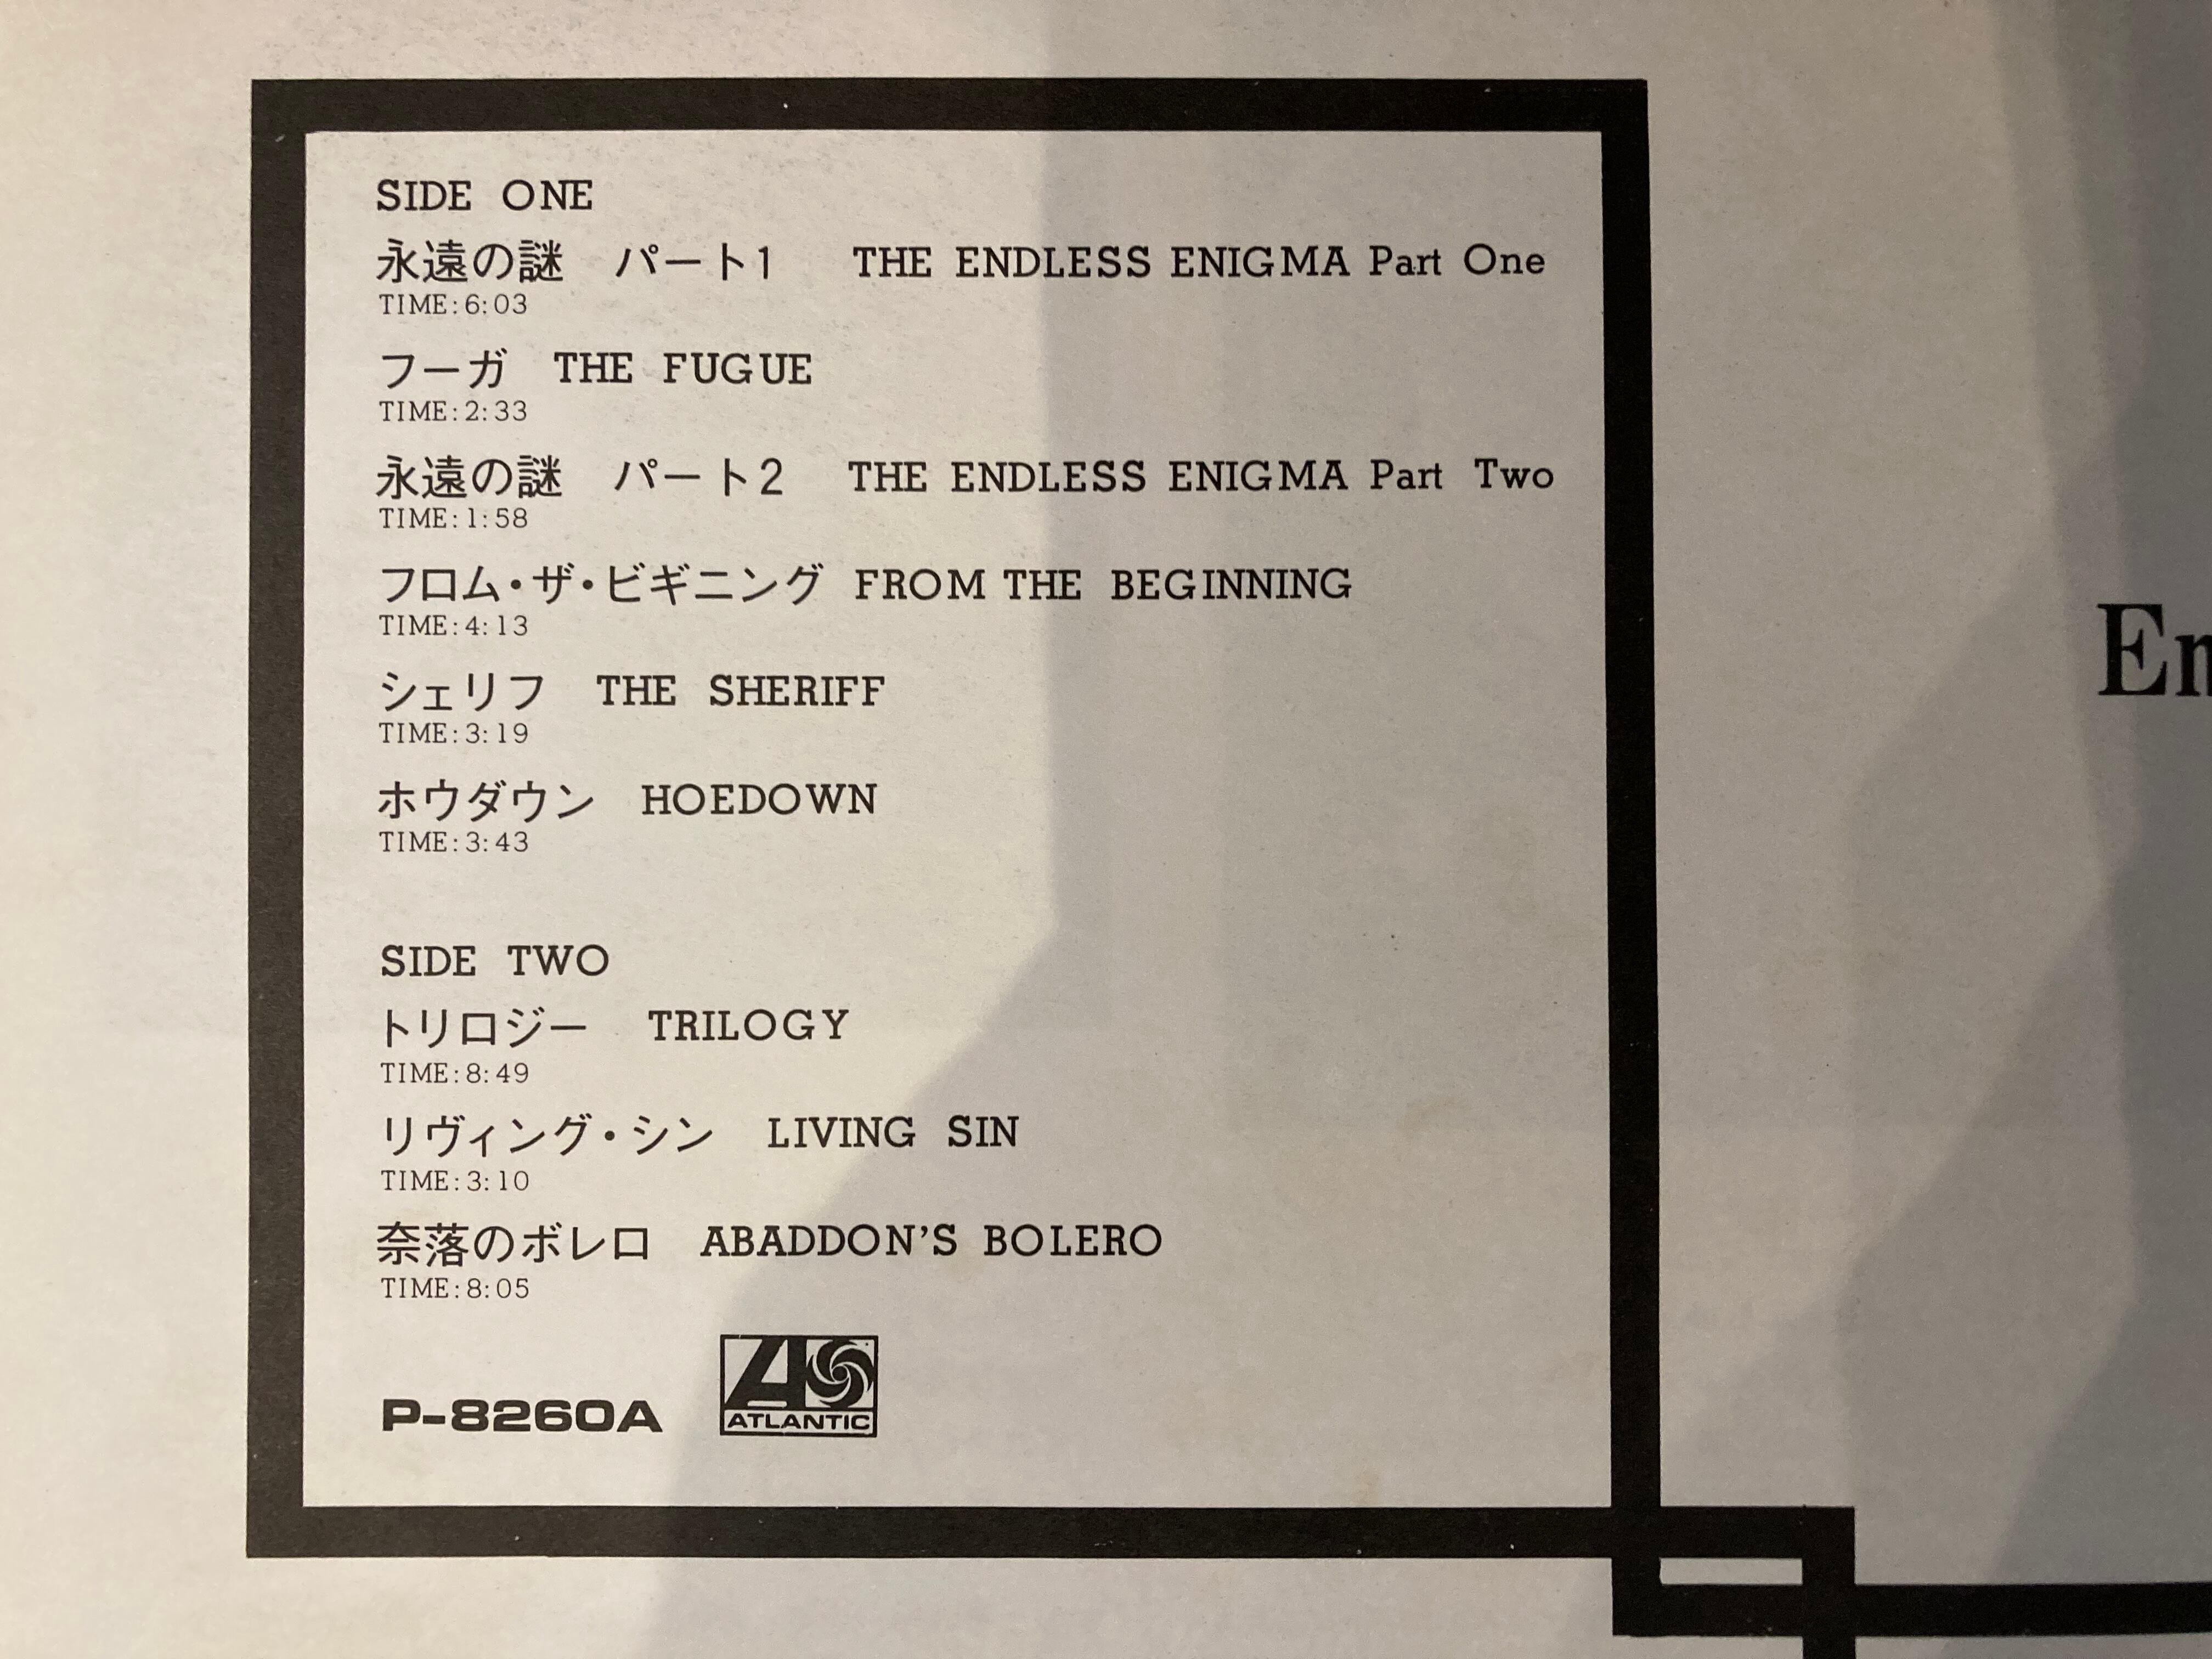 SIDE ONE
永遠の謎　パート1　THE ENDLESS ENIGMA Part One
TIME:6:03
フーガ　THE FUGUE
TIME:2:33
永遠の謎　パート2　THE ENDLESS ENIGMA Part Two
TIME:1:58
フロム・ザ・ビギニング　FROM THE BEGINNING
TIME:4:13
シェリフ　THE SHERIFF
TIME:3:19
ホウダウン　HOEDOWN
TIME:3:43
SIDE TWO
トリロジー　TRILOGY
TIME:8:49
リヴィング・シン　LIVING SIN
TIME:3:10
奈落のボレロ　ABADDON'S BOLERO
TIME:8:05
P-8260A
ATLANTIC